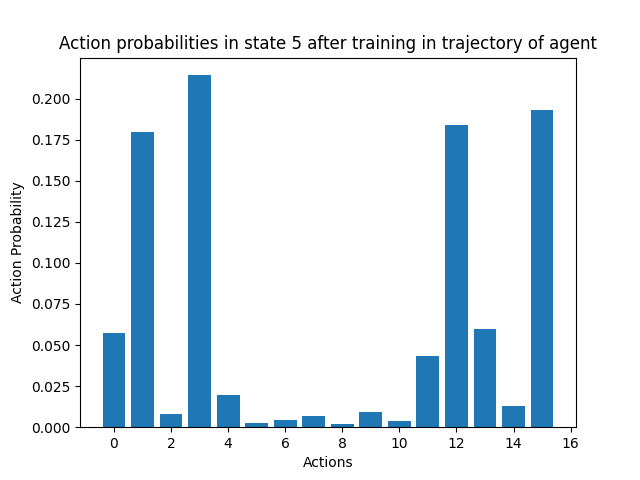 Action probabilities in state 5 after training in trajectory of agent
0.200
0.175
0.150
0.125
0.100
0.075
0.050
0.025
0.000
Action Probability
0 2 4 6 8 10 12 14 16
Actions